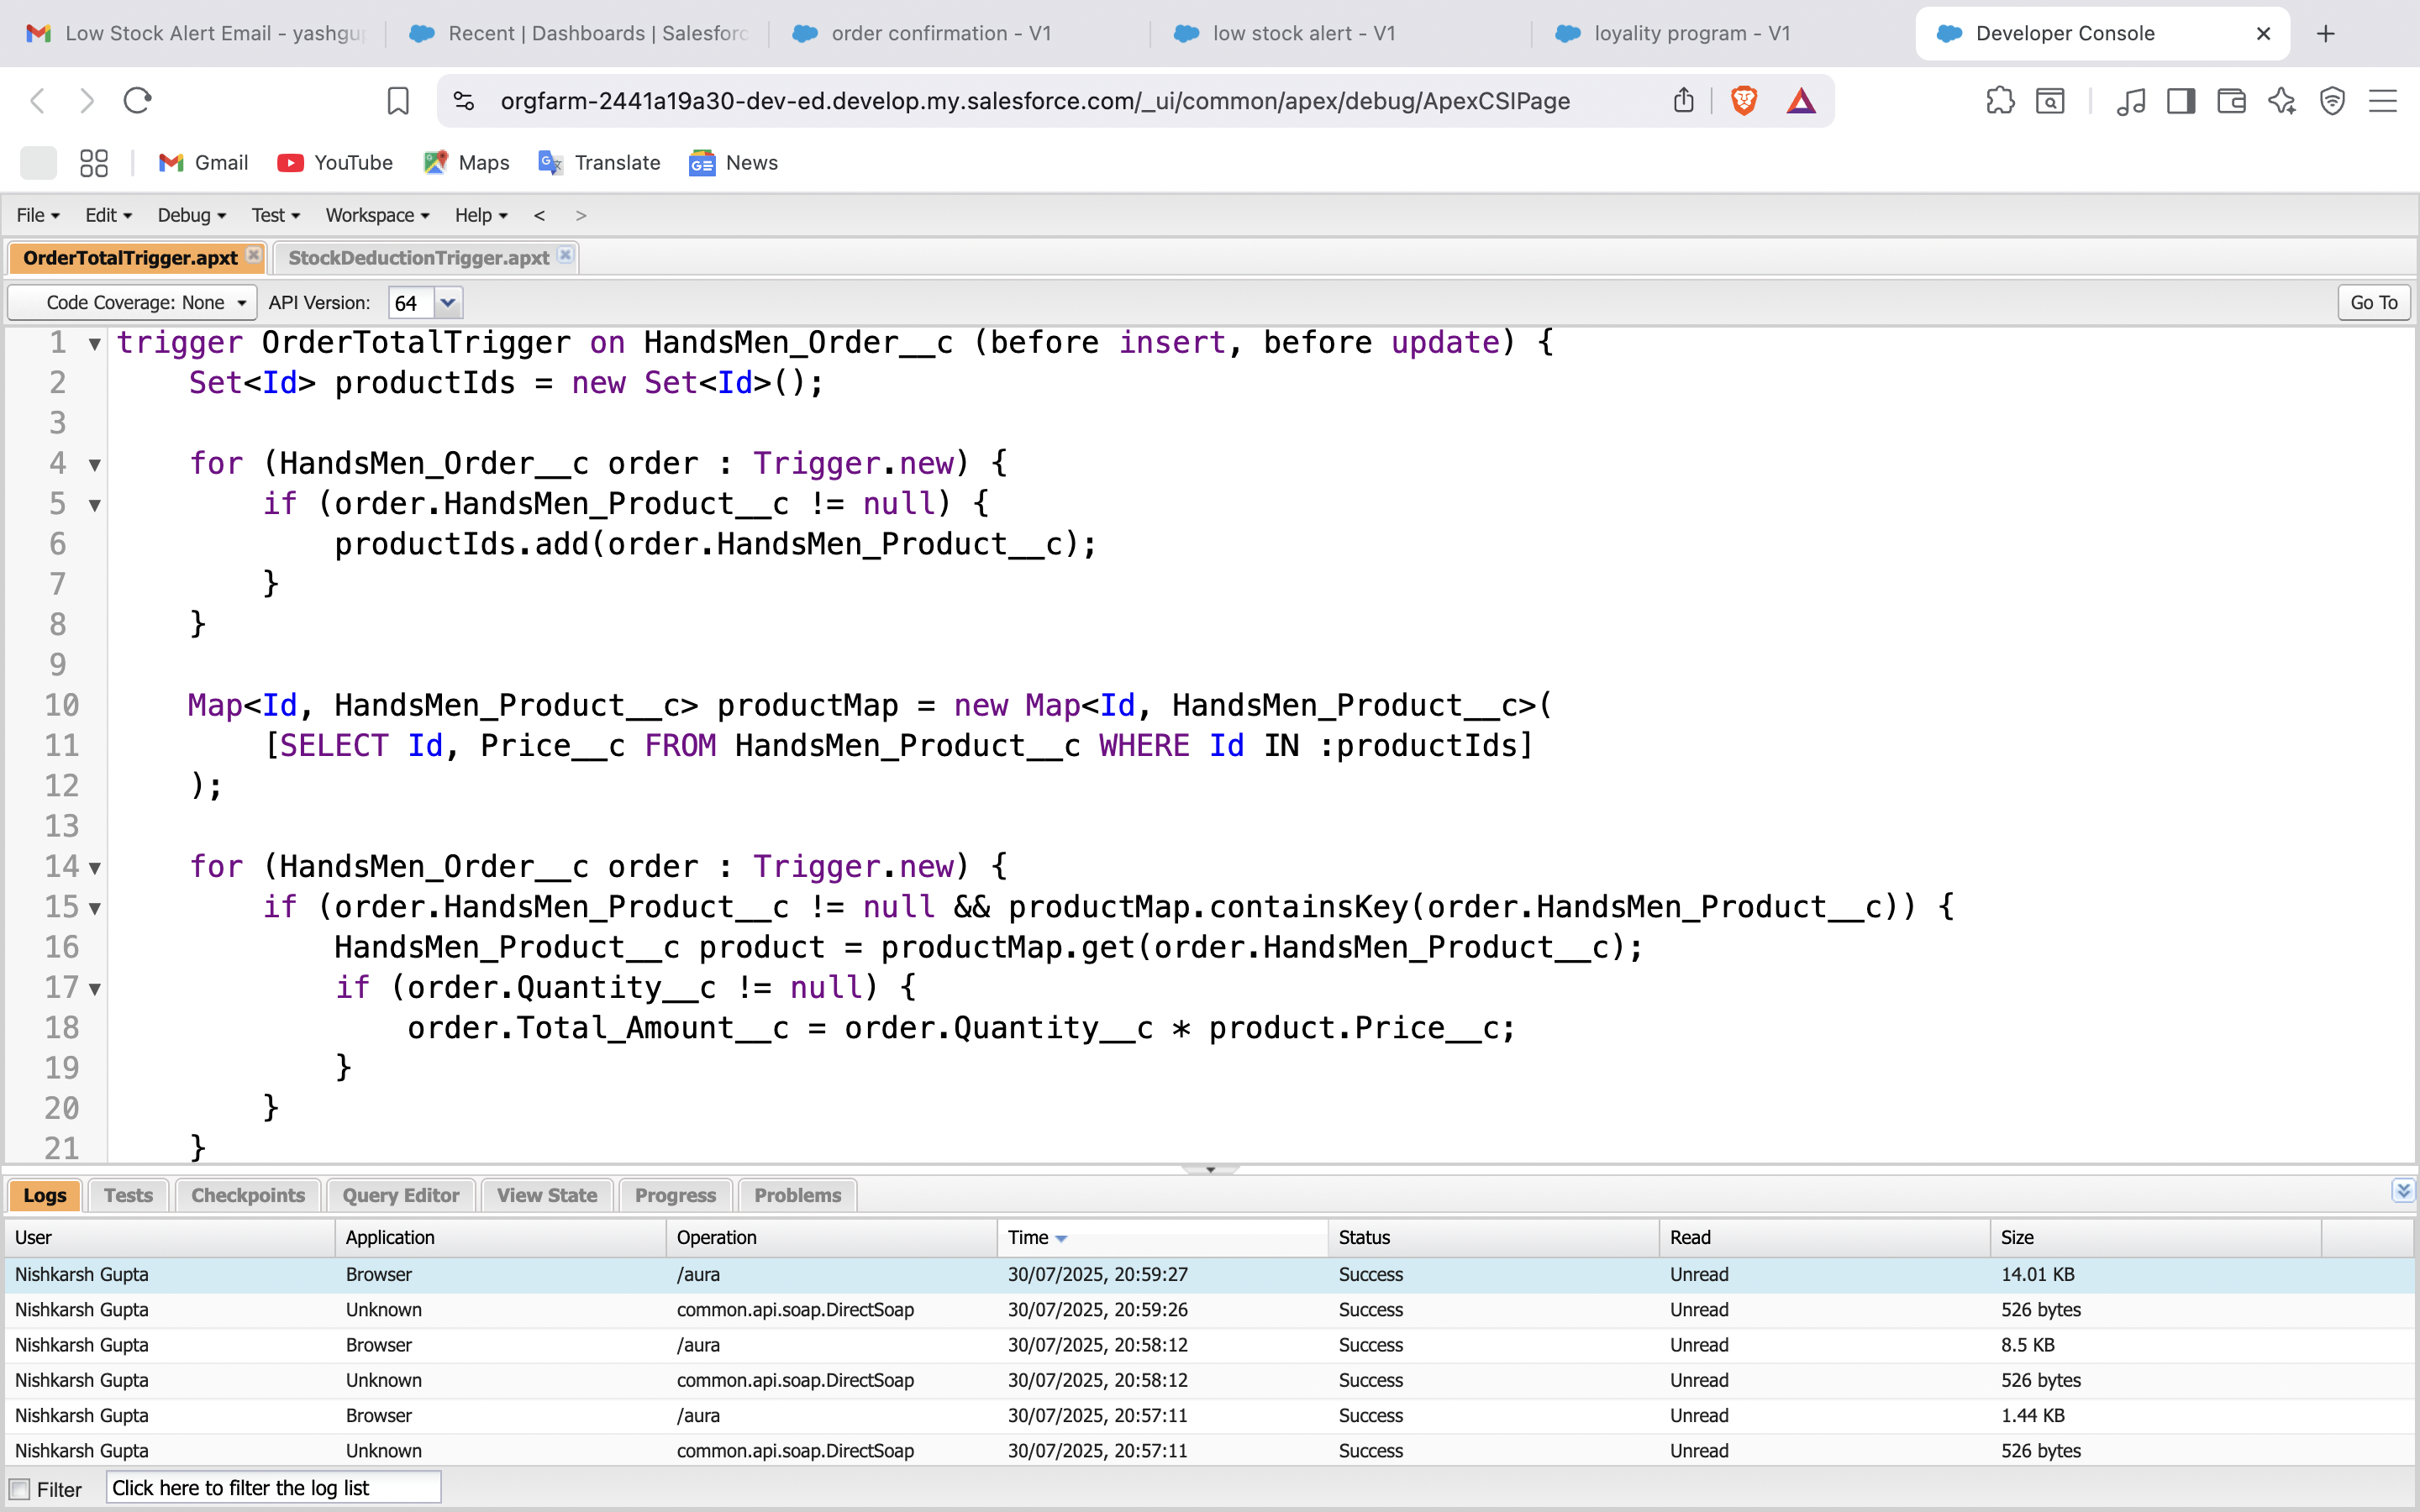 Low Stock Alert Email - yashgup
Recent | Dashboards | Salesforc
order confirmation - V1
low stock alert - V1
loyality program - V1
Developer Console
orgfarm-2441a19a30-dev-ed.develop.my.salesforce.com/_ui/common/apex/debug/ApexCSIPage
Gmail YouTube Maps Translate News
File Edit Debug Test Workspace Help < >
OrderTotalTrigger.apxt StockDeductionTrigger.apxt
Code Coverage: None API Version: 64 Go To
1 trigger OrderTotalTrigger on HandsMen_Order__c (before insert, before update) {
2     Set<Id> productIds = new Set<Id>();
3
4     for (HandsMen_Order__c order : Trigger.new) {
5         if (order.HandsMen_Product__c != null) {
6             productIds.add(order.HandsMen_Product__c);
7         }
8     }
9
10     Map<Id, HandsMen_Product__c> productMap = new Map<Id, HandsMen_Product__c>(
11         [SELECT Id, Price__c FROM HandsMen_Product__c WHERE Id IN :productIds]
12     );
13
14     for (HandsMen_Order__c order : Trigger.new) {
15         if (order.HandsMen_Product__c != null && productMap.containsKey(order.HandsMen_Product__c)) {
16             HandsMen_Product__c product = productMap.get(order.HandsMen_Product__c);
17             if (order.Quantity__c != null) {
18                 order.Total_Amount__c = order.Quantity__c * product.Price__c;
19             }
20         }
21     }
Logs Tests Checkpoints Query Editor View State Progress Problems
User Application Operation Time Status Read Size
Nishkarsh Gupta Browser /aura 30/07/2025, 20:59:27 Success Unread 14.01 KB
Nishkarsh Gupta Unknown common.api.soap.DirectSoap 30/07/2025, 20:59:26 Success Unread 526 bytes
Nishkarsh Gupta Browser /aura 30/07/2025, 20:58:12 Success Unread 8.5 KB
Nishkarsh Gupta Unknown common.api.soap.DirectSoap 30/07/2025, 20:58:12 Success Unread 526 bytes
Nishkarsh Gupta Browser /aura 30/07/2025, 20:57:11 Success Unread 1.44 KB
Nishkarsh Gupta Unknown common.api.soap.DirectSoap 30/07/2025, 20:57:11 Success Unread 526 bytes
Filter Click here to filter the log list